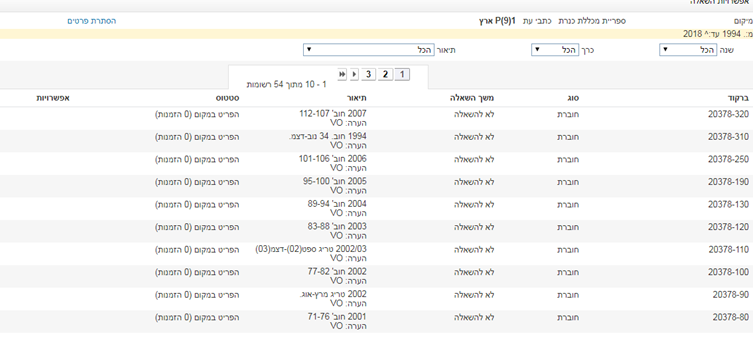 אפשרויות השאלה
מיקום ספריית מכללת כנרת כתבי עת P(9)1 ארץ הסתרת פרטים
מ:. 1994 עד:^ 2018
שנה הכל כרך הכל תיאור הכל
1 2 3
1 - 10 מתוך 54 רשומות
ברקוד סוג משך השאלה תיאור סטטוס אפשרויות
20378-320 חוברת לא להשאלה 2007 חוב' 112-107 הפריט במקום (0 הזמנות)
הערה: VO
20378-310 חוברת לא להשאלה 1994 חוב. 34 נוב-דצמ. הפריט במקום (0 הזמנות)
הערה: VO
20378-250 חוברת לא להשאלה 2006 חוב' 101-106 הפריט במקום (0 הזמנות)
הערה: VO
20378-190 חוברת לא להשאלה 2005 חוב' 95-100 הפריט במקום (0 הזמנות)
הערה: VO
20378-130 חוברת לא להשאלה 2004 חוב' 89-94 הפריט במקום (0 הזמנות)
הערה: VO
20378-120 חוברת לא להשאלה 2003 חוב' 83-88 הפריט במקום (0 הזמנות)
הערה: VO
20378-110 חוברת לא להשאלה 2002/03 טריג ספט(02)-דצמ(03) הפריט במקום (0 הזמנות)
הערה: VO
20378-100 חוברת לא להשאלה 2002 חוב' 77-82 הפריט במקום (0 הזמנות)
הערה: VO
20378-90 חוברת לא להשאלה 2002 טריג מרץ-אוג. הפריט במקום (0 הזמנות)
הערה: VO
20378-80 חוברת לא להשאלה 2001 חוב' 71-76 הפריט במקום (0 הזמנות)
הערה: VO